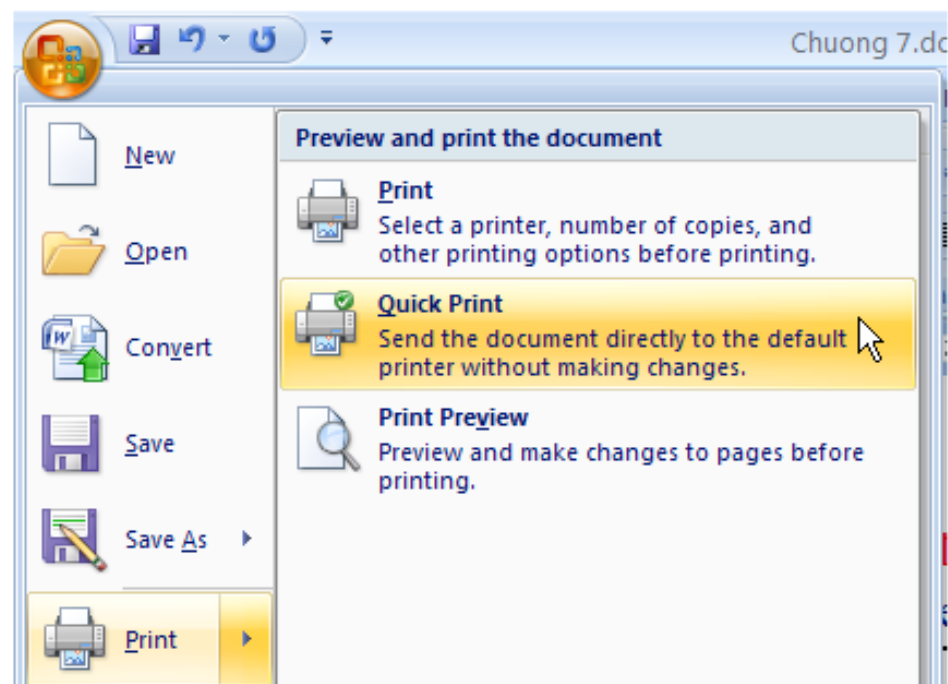 Chuong 7.do
New
Open
Convert
Save
Save As
Print
Preview and print the document
Print
Select a printer, number of copies, and
other printing options before printing.
Quick Print
Send the document directly to the default
printer without making changes.
Print Preview
Preview and make changes to pages before
printing.